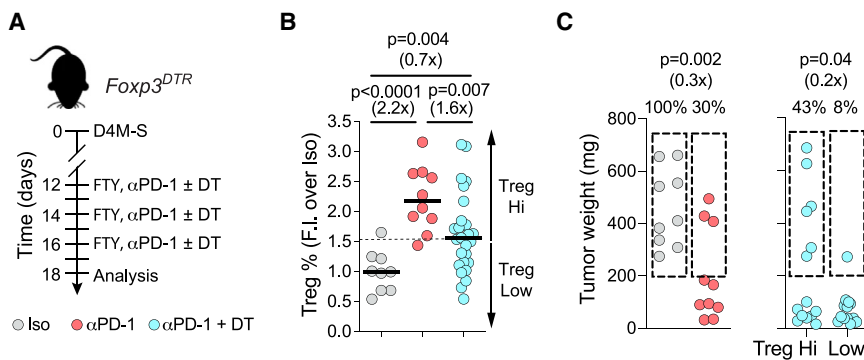 A
Foxp3DTR
0
D4M-S
12
FTY, αPD-1 ± DT
14
FTY, αPD-1 ± DT
16
FTY, αPD-1 ± DT
18
Analysis
Time (days)
Iso
αPD-1
αPD-1 + DT
B
p=0.004
(0.7x)
p<0.0001
(2.2x)
p=0.007
(1.6x)
Treg % (F.I. over Iso)
3.5
3.0
2.5
2.0
1.5
1.0
0.5
0.0
Treg
Hi
Treg
Low
C
p=0.002
(0.3x)
100%
30%
p=0.04
(0.2x)
43%
8%
Tumor weight (mg)
800
600
400
200
0
Treg Hi
Low